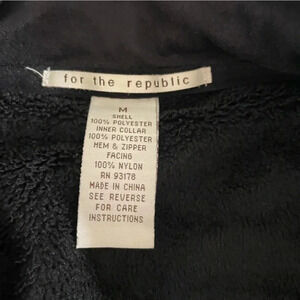 for the republic
M
SHELL
100% POLYESTER
INNER COLLAR
100% POLYESTER
HEM & ZIPPER
FACING
100% NYLON
RN 93178
MADE IN CHINA
SEE REVERSE
FOR CARE
INSTRUCTIONS